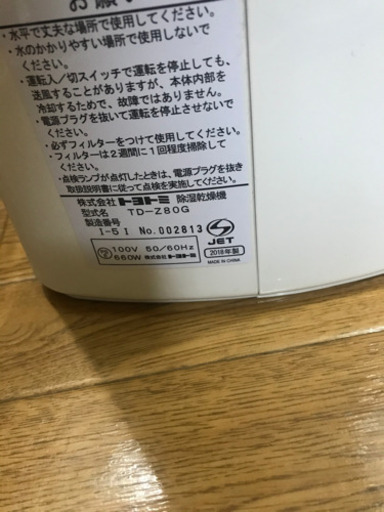 お願い
・水平で丈夫な場所で使用してください。
・水のかかりやすい場所で使用しないで
ください。
・運転入/切スイッチで運転を停止しても、
送風することがありますが、本体内部を
冷却するためで、故障ではありません。
・電源プラグを抜いて運転を停止させないで
ください。
・必ずフィルターをつけて使用してください。
・フィルターは2週間に1回程度掃除して
ください。
・点検ランプが点灯したときは、電源プラグを抜き
取扱説明書に従って点検を実施してください。
株式会社トヨトミ 除湿乾燥機
型式名 TD-Z80G
製造番号
1-51 No.002813
JET
100V 50/60Hz
660W 株式会社トヨトミ
2018年製
MADE IN CHINA